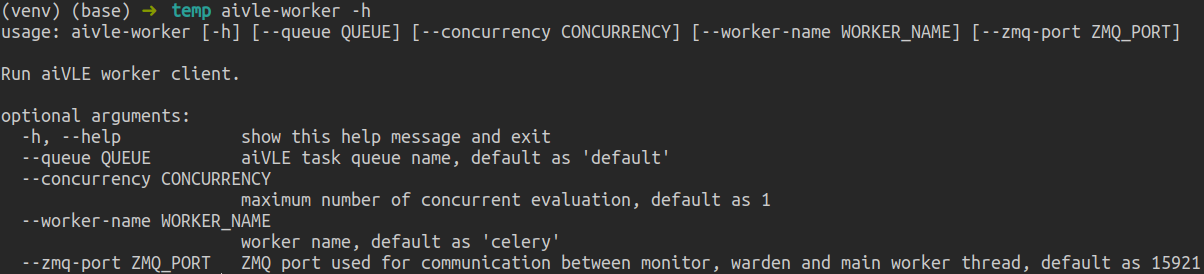 (venv) (base) ➜ temp aivle-worker -h
usage: aivle-worker [-h] [--queue QUEUE] [--concurrency CONCURRENCY] [--worker-name WORKER_NAME] [--zmq-port ZMQ_PORT]
Run aiVLE worker client.
optional arguments:
-h, --help show this help message and exit
--queue QUEUE aiVLE task queue name, default as 'default'
--concurrency CONCURRENCY
maximum number of concurrent evaluation, default as 1
--worker-name WORKER_NAME
worker name, default as 'celery'
--zmq-port ZMQ_PORT ZMQ port used for communication between monitor, warden and main worker thread, default as 15921